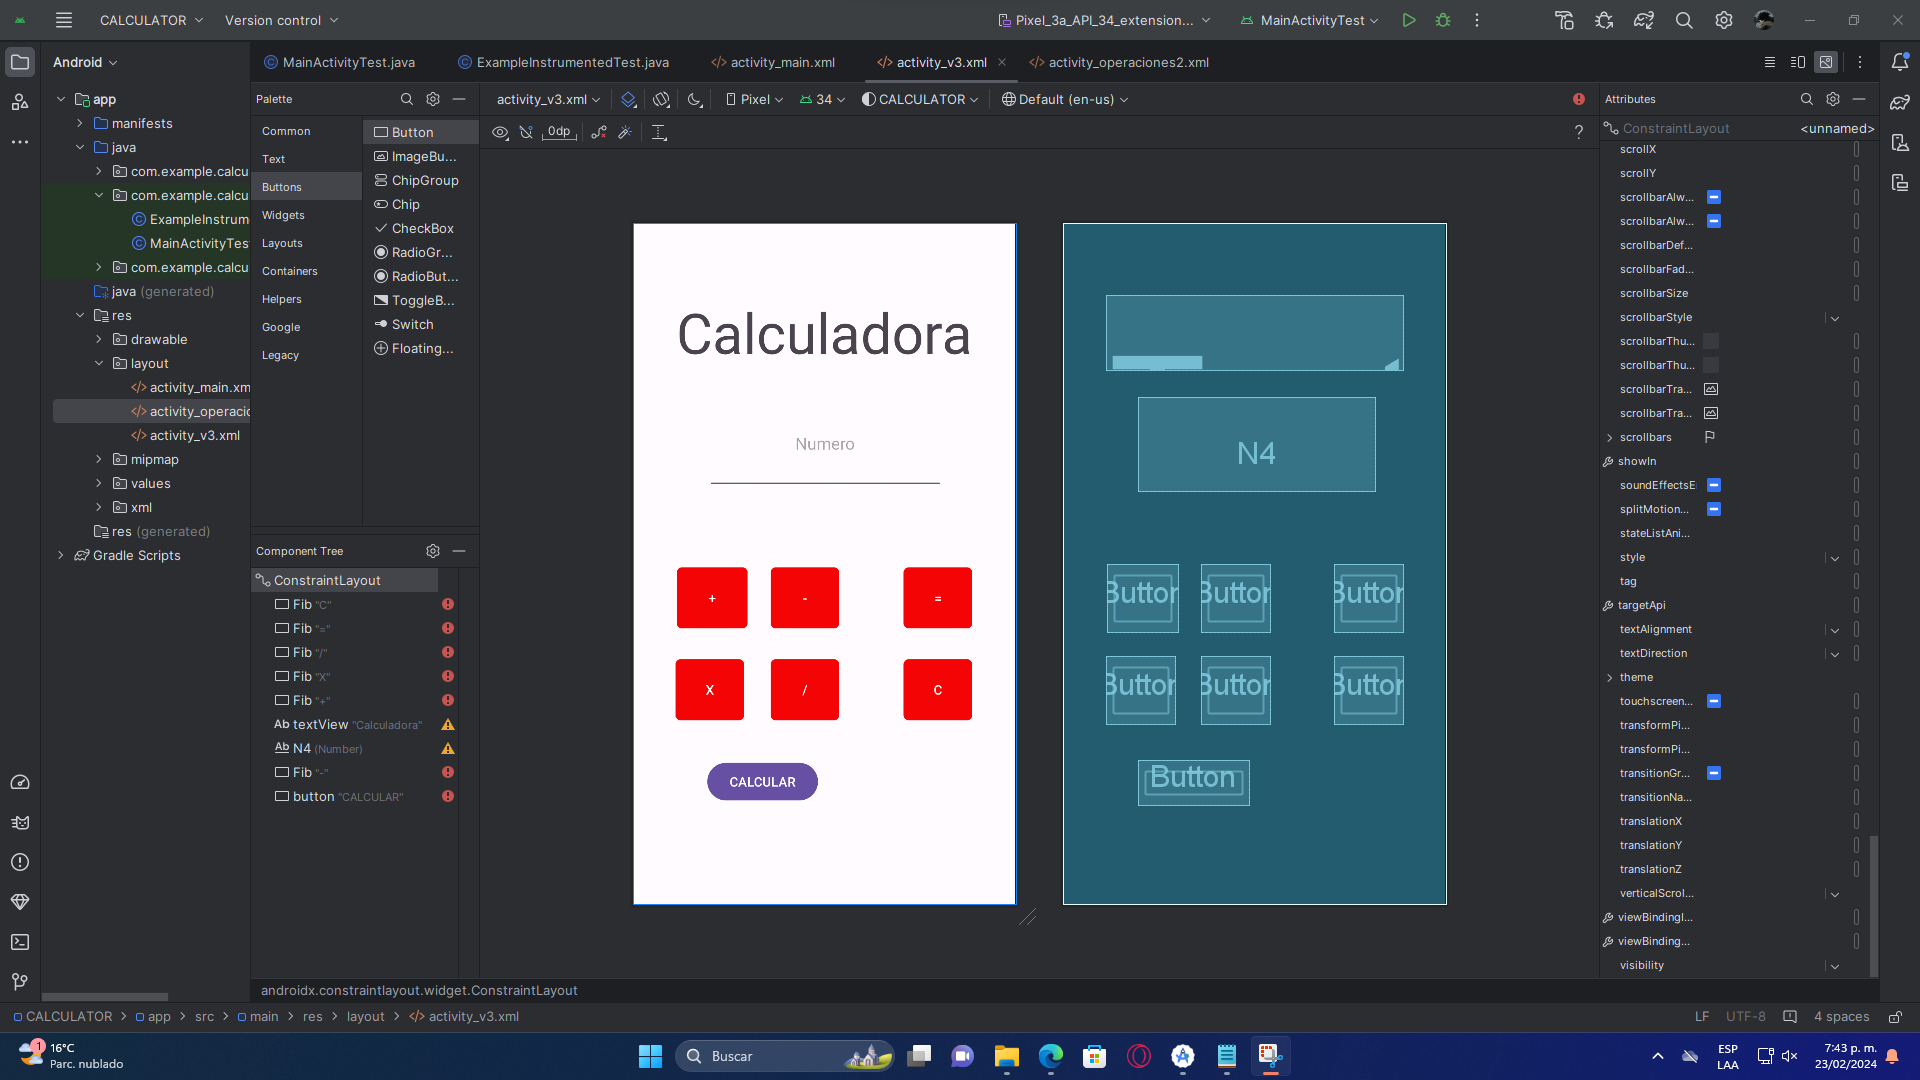 CALCULATOR
Version control
Pixel_3a_API_34_extension...
MainActivityTest
Android
MainActivityTest.java
ExampleInstrumentedTest.java
activity_main.xml
activity_v3.xml
activity_operaciones2.xml
app
manifests
java
com.example.calcu
com.example.calcu
ExampleInstrum
MainActivityTes
com.example.calcu
java (generated)
res
drawable
layout
activity_main.xm
activity_operacio
activity_v3.xml
mipmap
values
xml
res (generated)
Gradle Scripts
Palette
Common
Text
Buttons
Widgets
Layouts
Containers
Helpers
Google
Legacy
Button
ImageBu...
ChipGroup
Chip
CheckBox
RadioGr...
RadioBut...
ToggleB...
Switch
Floating...
Component Tree
ConstraintLayout
Fib "C"
Fib "="
Fib "/"
Fib "X"
Fib "+"
Ab textView "Calculadora"
Ab N4 (Number)
Fib "-"
button "CALCULAR"
activity_v3.xml
Pixel
34
CALCULATOR
Default (en-us)
0dp
?
Calculadora
Numero
+ - =
X / C
CALCULAR
N4
Button Button Button
Button Button Button
Button
Attributes
ConstraintLayout <unnamed>
scrollX
scrollY
scrollbarAlw...
scrollbarAlw...
scrollbarDef...
scrollbarFad...
scrollbarSize
scrollbarStyle
scrollbarThu...
scrollbarThu...
scrollbarTra...
scrollbarTra...
scrollbars
showIn
soundEffectsE
splitMotion...
stateListAni...
style
tag
targetApi
textAlignment
textDirection
theme
touchscreen...
transformPi...
transformPi...
transitionGr...
transitionNa...
translationX
translationY
translationZ
verticalScrol...
viewBindingI...
viewBinding...
visibility
androidx.constraintlayout.widget.ConstraintLayout
CALCULATOR > app > src > main > res > layout > activity_v3.xml
LF UTF-8 4 spaces
1
16°C
Parc. nublado
Buscar
ESP
LAA
7:43 p. m.
23/02/2024